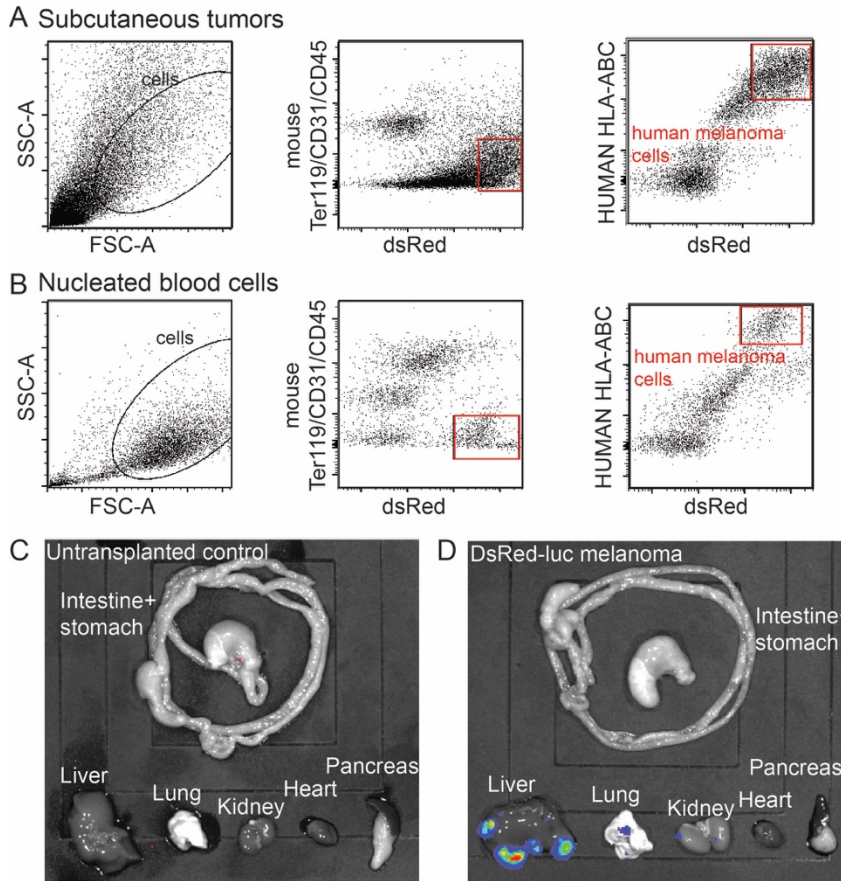 A Subcutaneous tumors
SSC-A
cells
FSC-A
mouse
Ter119/CD31/CD45
dsRed
HUMAN HLA-ABC
human melanoma
cells
dsRed
B Nucleated blood cells
SSC-A
cells
FSC-A
mouse
Ter119/CD31/CD45
dsRed
HUMAN HLA-ABC
human melanoma
cells
dsRed
C Untransplanted control
Intestine+
stomach
Liver
Lung
Kidney
Heart
Pancreas
D DsRed-luc melanoma
Intestine+
stomach
Liver
Lung
Kidney
Heart
Pancreas